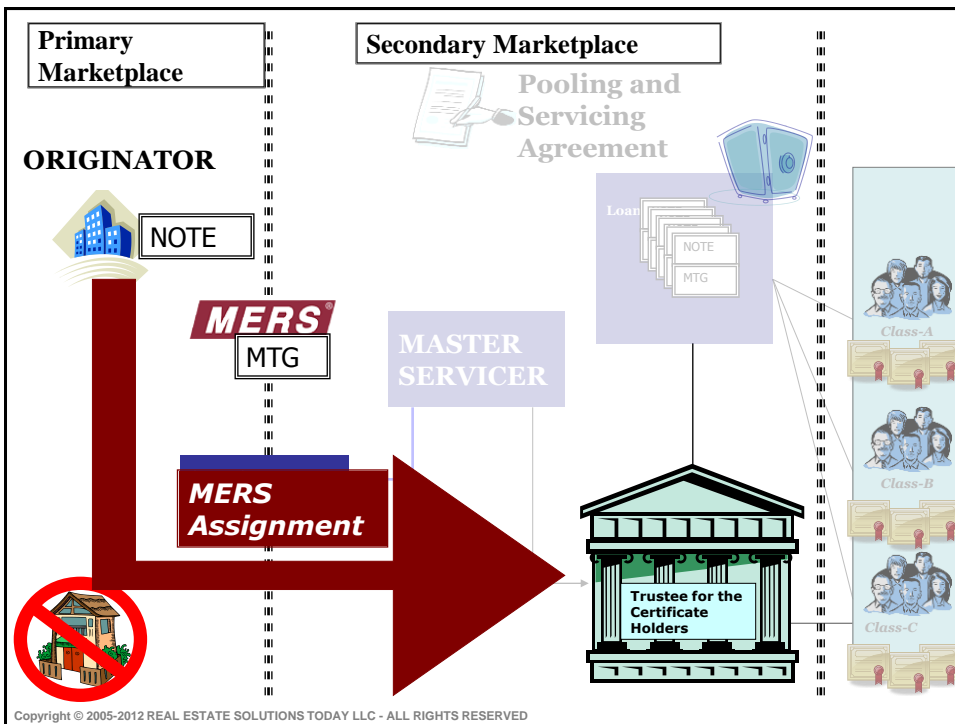 Primary
Marketplace
Secondary Marketplace
Pooling and
Servicing
Agreement
ORIGINATOR
NOTE
Loan
NOTE
MTG
MERS®
MTG
MASTER
SERVICER
Class-A
Class-B
MERS
Assignment
Trustee for the
Certificate
Holders
Class-C
Copyright © 2005-2012 REAL ESTATE SOLUTIONS TODAY LLC - ALL RIGHTS RESERVED